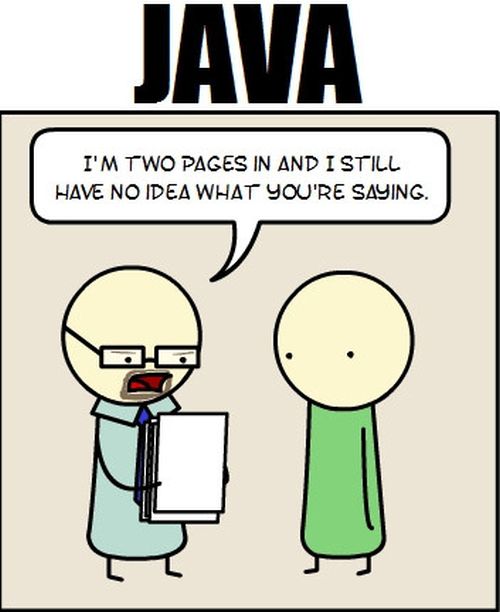 JAVA
I'M TWO PAGES IN AND I STILL
HAVE NO IDEA WHAT YOU'RE SAYING.